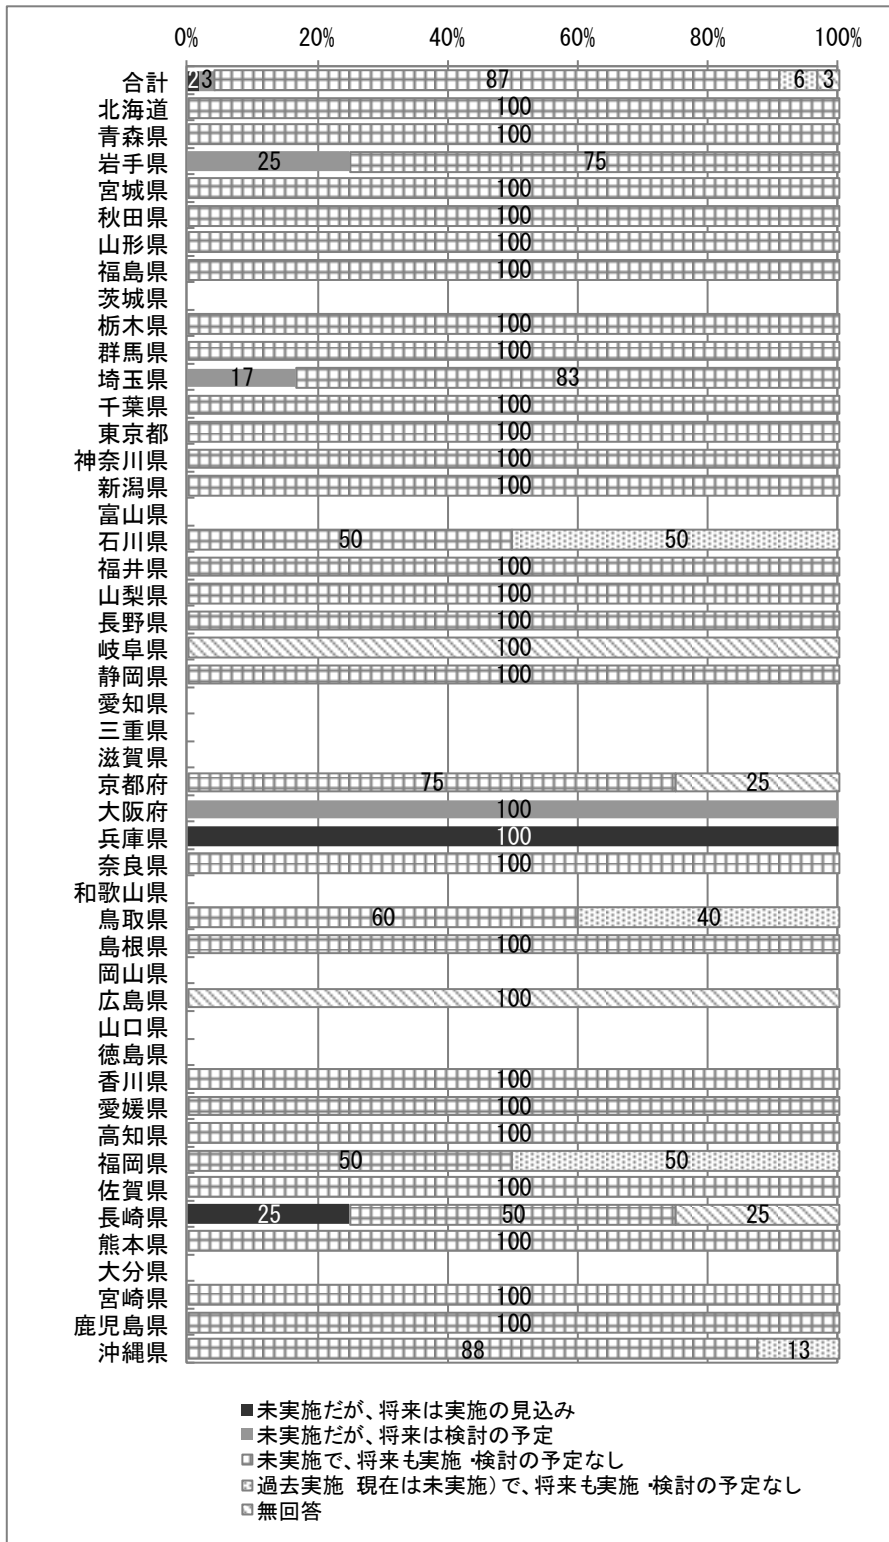 0% 20% 40% 60% 80% 100%
合計 2 3 87 6 3
北海道 100
青森県 100
岩手県 25 75
宮城県 100
秋田県 100
山形県 100
福島県 100
茨城県
栃木県 100
群馬県 100
埼玉県 17 83
千葉県 100
東京都 100
神奈川県 100
新潟県 100
富山県
石川県 50 50
福井県 100
山梨県 100
長野県 100
岐阜県 100
静岡県 100
愛知県
三重県
滋賀県
京都府 75 25
大阪府 100
兵庫県 100
奈良県 100
和歌山県
鳥取県 60 40
島根県 100
岡山県
広島県 100
山口県
徳島県
香川県 100
愛媛県 100
高知県 100
福岡県 50 50
佐賀県 100
長崎県 25 50 25
熊本県 100
大分県
宮崎県 100
鹿児島県 100
沖縄県 88 13
未実施だが、将来は実施の見込み
未実施だが、将来は検討の予定
未実施で、将来も実施・検討の予定なし
過去実施 現在は未実施)で、将来も実施・検討の予定なし
無回答